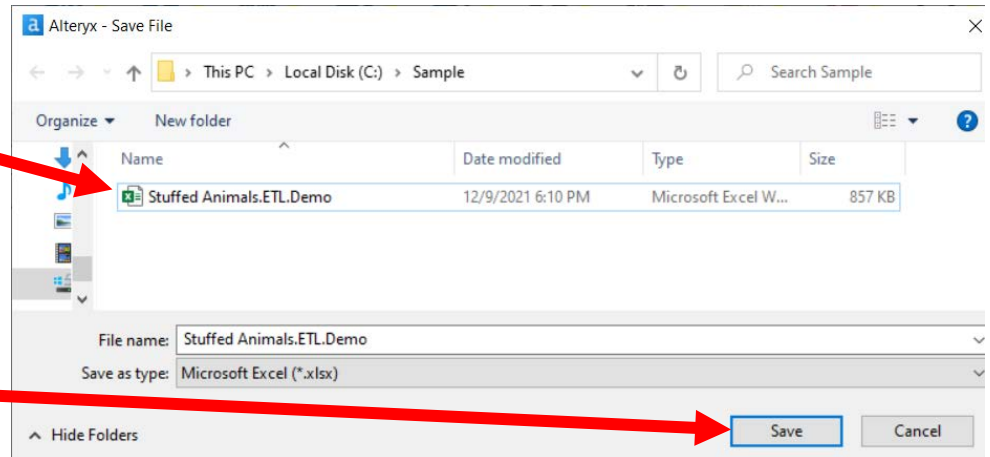 a Alteryx - Save File
This PC > Local Disk (C:) > Sample
Search Sample
Organize New folder
?
Name Date modified Type Size
Stuffed Animals.ETL.Demo 12/9/2021 6:10 PM Microsoft Excel W... 857 KB
File name: Stuffed Animals.ETL.Demo
Save as type: Microsoft Excel (*.xlsx)
Hide Folders Save Cancel